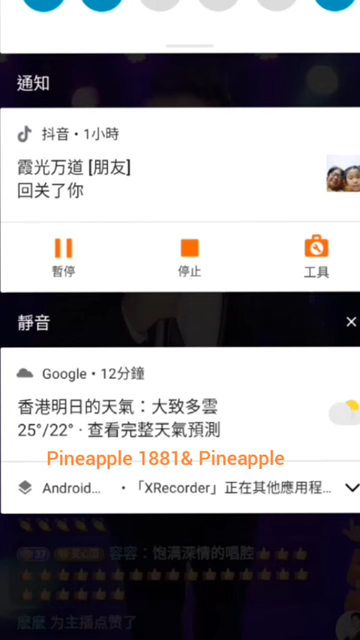 通知
抖音 • 1小時
霞光万道 [朋友]
回关了你
暫停
停止
工具
靜音
Google • 12分鐘
香港明日的天氣：大致多雲
25°/22° · 查看完整天氣預測
Pineapple 1881& Pineapple
Android... • 「XRecorder」正在其他應用程...
37 容容：饱满深情的唱腔👍👍👍👍👍👍👍👍👍👍👍👍👍
👍👍👍👍👍👍
麽麽 为主播点赞了